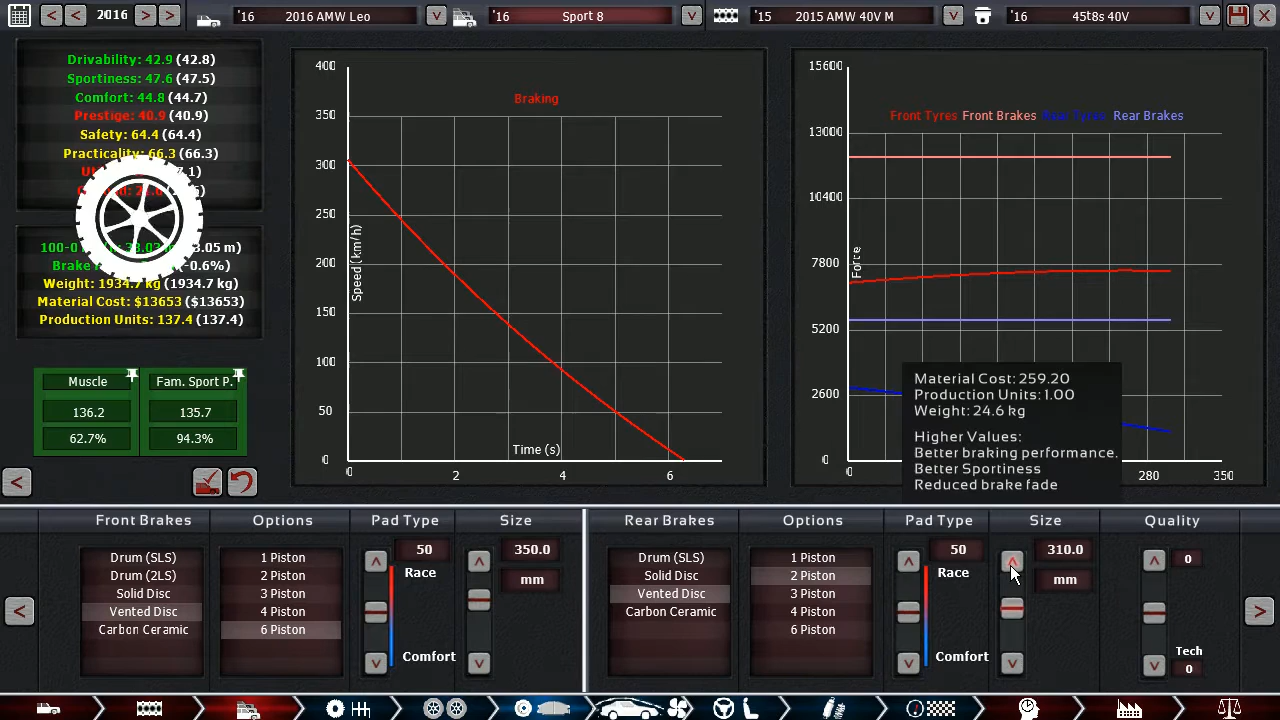 2016
'16 2016 AMW Leo
'16 Sport 8
'15 2015 AMW 40V M
'16 45t8s 40V
Drivability: 42.9 (42.8)
Sportiness: 47.6 (47.5)
Comfort: 44.8 (44.7)
Prestige: 40.9 (40.9)
Safety: 64.4 (64.4)
Practicality: 66.3 (66.3)
Weight: 1934.7 kg (1934.7 kg)
Material Cost: $13653 ($13653)
Production Units: 137.4 (137.4)
Muscle
136.2
62.7%
Fam. Sport P.
135.7
94.3%
Braking
400
350
300
250
200
150
100
50
0
Speed (km/h)
Time (s)
0 2 4 6
15600
13000
10400
7800
5200
2600
0
Force
Front Tyres Front Brakes Rear Tyres Rear Brakes
0 280 350
Material Cost: 259.20
Production Units: 1.00
Weight: 24.6 kg
Higher Values:
Better braking performance.
Better Sportiness
Reduced brake fade
Front Brakes
Drum (SLS)
Drum (2LS)
Solid Disc
Vented Disc
Carbon Ceramic
Options
1 Piston
2 Piston
3 Piston
4 Piston
6 Piston
Pad Type
50
Race
Comfort
Size
350.0
mm
Rear Brakes
Drum (SLS)
Solid Disc
Vented Disc
Carbon Ceramic
Options
1 Piston
2 Piston
3 Piston
4 Piston
6 Piston
Pad Type
50
Race
Comfort
Size
310.0
mm
Quality
0
Tech
0